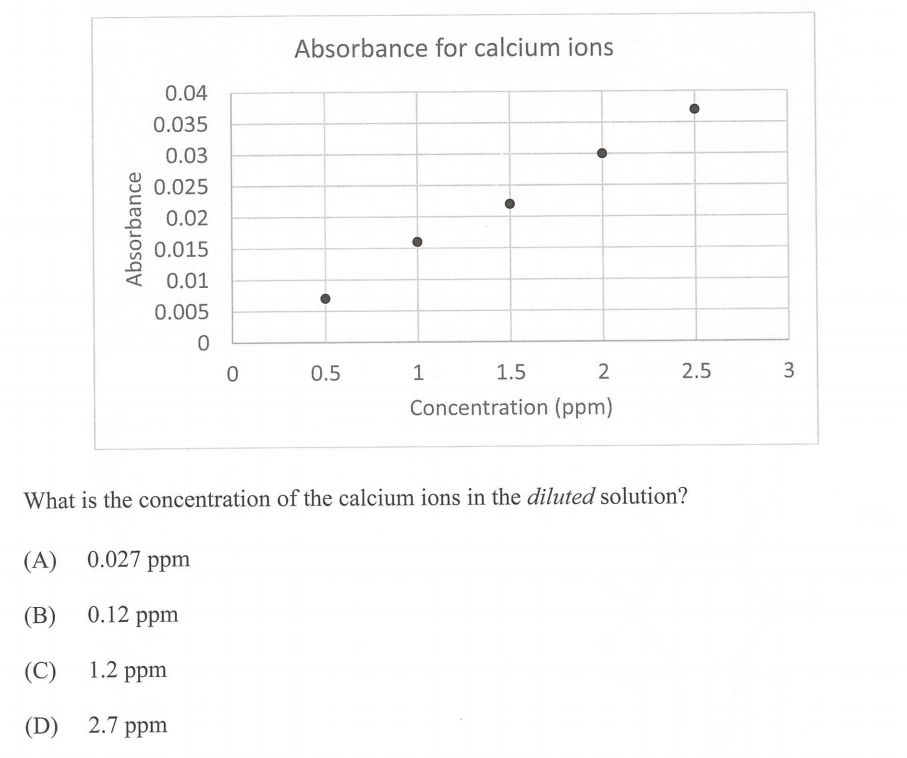 Absorbance for calcium ions
0.04
0.035
0.03
0.025
0.02
0.015
0.01
0.005
0
Absorbance
0 0.5 1 1.5 2 2.5 3
Concentration (ppm)
What is the concentration of the calcium ions in the diluted solution?
(A) 0.027 ppm
(B) 0.12 ppm
(C) 1.2 ppm
(D) 2.7 ppm